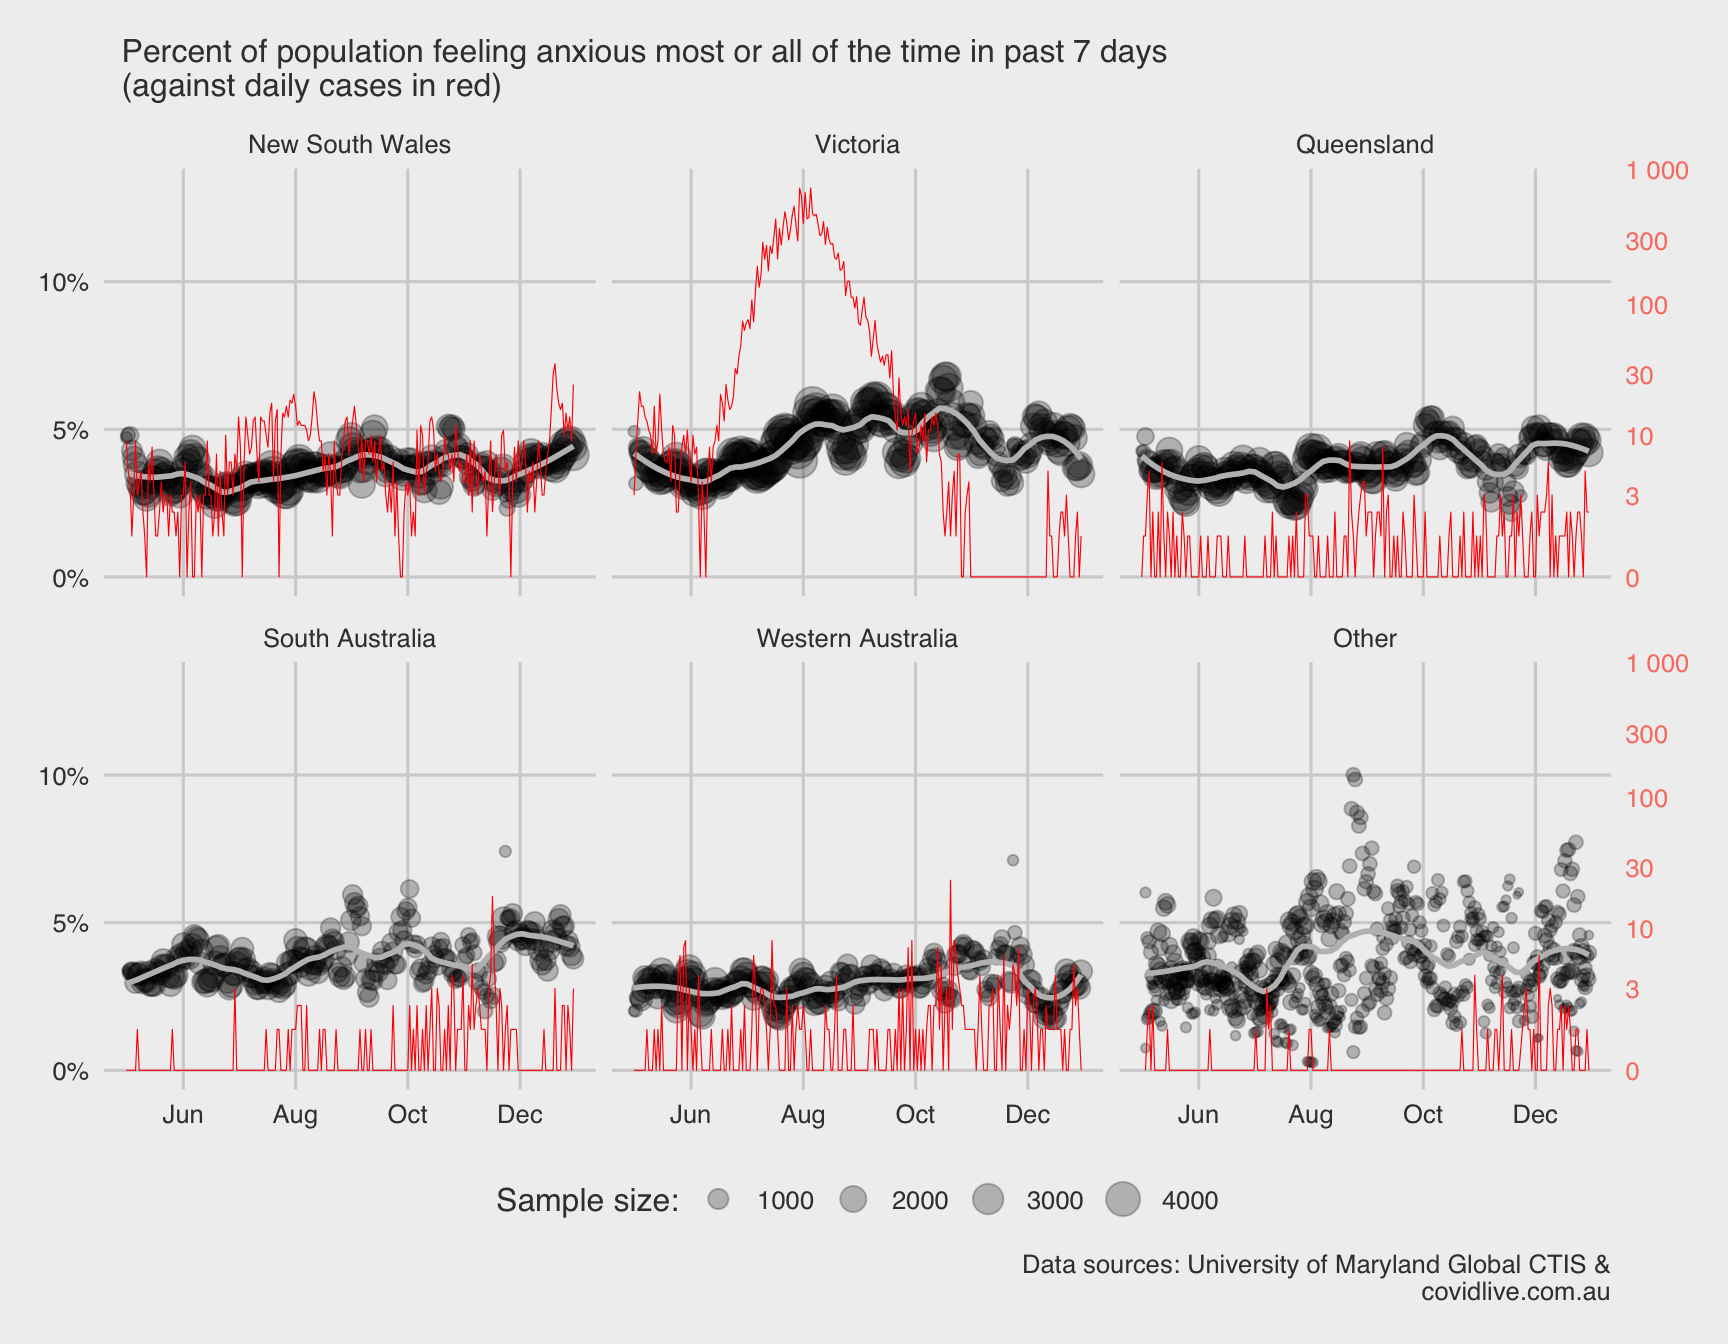 Percent of population feeling anxious most or all of the time in past 7 days
(against daily cases in red)
New South Wales
Victoria
Queensland
10%
5%
0%
1 000
300
100
30
10
3
0
South Australia
Western Australia
Other
10%
5%
0%
1 000
300
100
30
10
3
0
Jun Aug Oct Dec
Jun Aug Oct Dec
Jun Aug Oct Dec
Sample size: 1000 2000 3000 4000
Data sources: University of Maryland Global CTIS &
covidlive.com.au